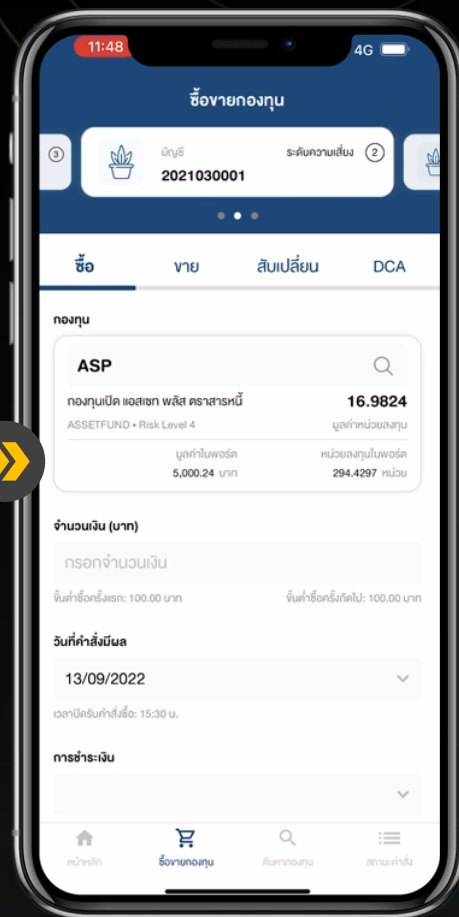 11:48
4G
ซื้อขายกองทุน
3
บัญชี
ระดับความเสี่ยง 2
2021030001
ซื้อ ขาย สับเปลี่ยน DCA
กองทุน
ASP
กองทุนเปิด แอสเซท พลัส ตราสารหนี้ 16.9824
ASSETFUND • Risk Level 4 มูลค่าหน่วยลงทุน
มูลค่าในพอร์ต หน่วยลงทุนในพอร์ต
5,000.24 บาท 294.4297 หน่วย
จำนวนเงิน (บาท)
กรอกจำนวนเงิน
ขั้นต่ำซื้อครั้งแรก: 100.00 บาท ขั้นต่ำซื้อครั้งถัดไป: 100.00 บาท
วันที่คำสั่งมีผล
13/09/2022
เวลาปิดรับคำสั่งซื้อ: 15:30 น.
การชำระเงิน
หน้าหลัก ซื้อขายกองทุน ค้นหากองทุน สถานะคำสั่ง